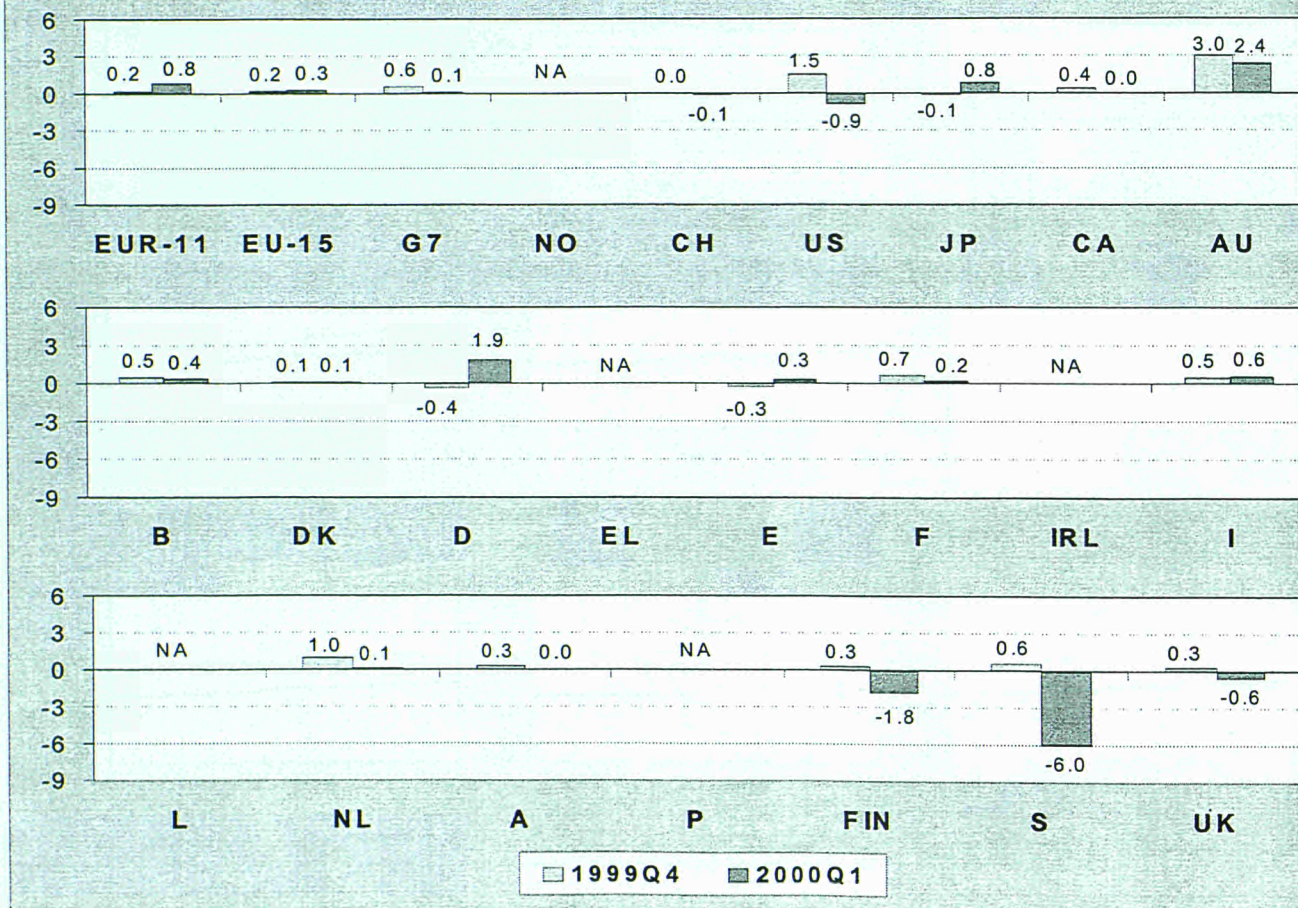 6
3
0
-3
-6
-9
0.2 0.8 0.2 0.3 0.6 0.1 NA 0.0 -0.1 1.5 -0.9 -0.1 0.8 0.4 0.0 3.0 2.4
EUR-11 EU-15 G7 NO CH US JP CA AU
6
3
0
-3
-6
-9
0.5 0.4 0.1 0.1 -0.4 1.9 NA -0.3 0.3 0.7 0.2 NA 0.5 0.6
B DK D EL E F IRL I
6
3
0
-3
-6
-9
NA 1.0 0.1 0.3 0.0 NA 0.3 -1.8 0.6 -6.0 0.3 -0.6
L NL A P FIN S UK
1999Q4 2000Q1